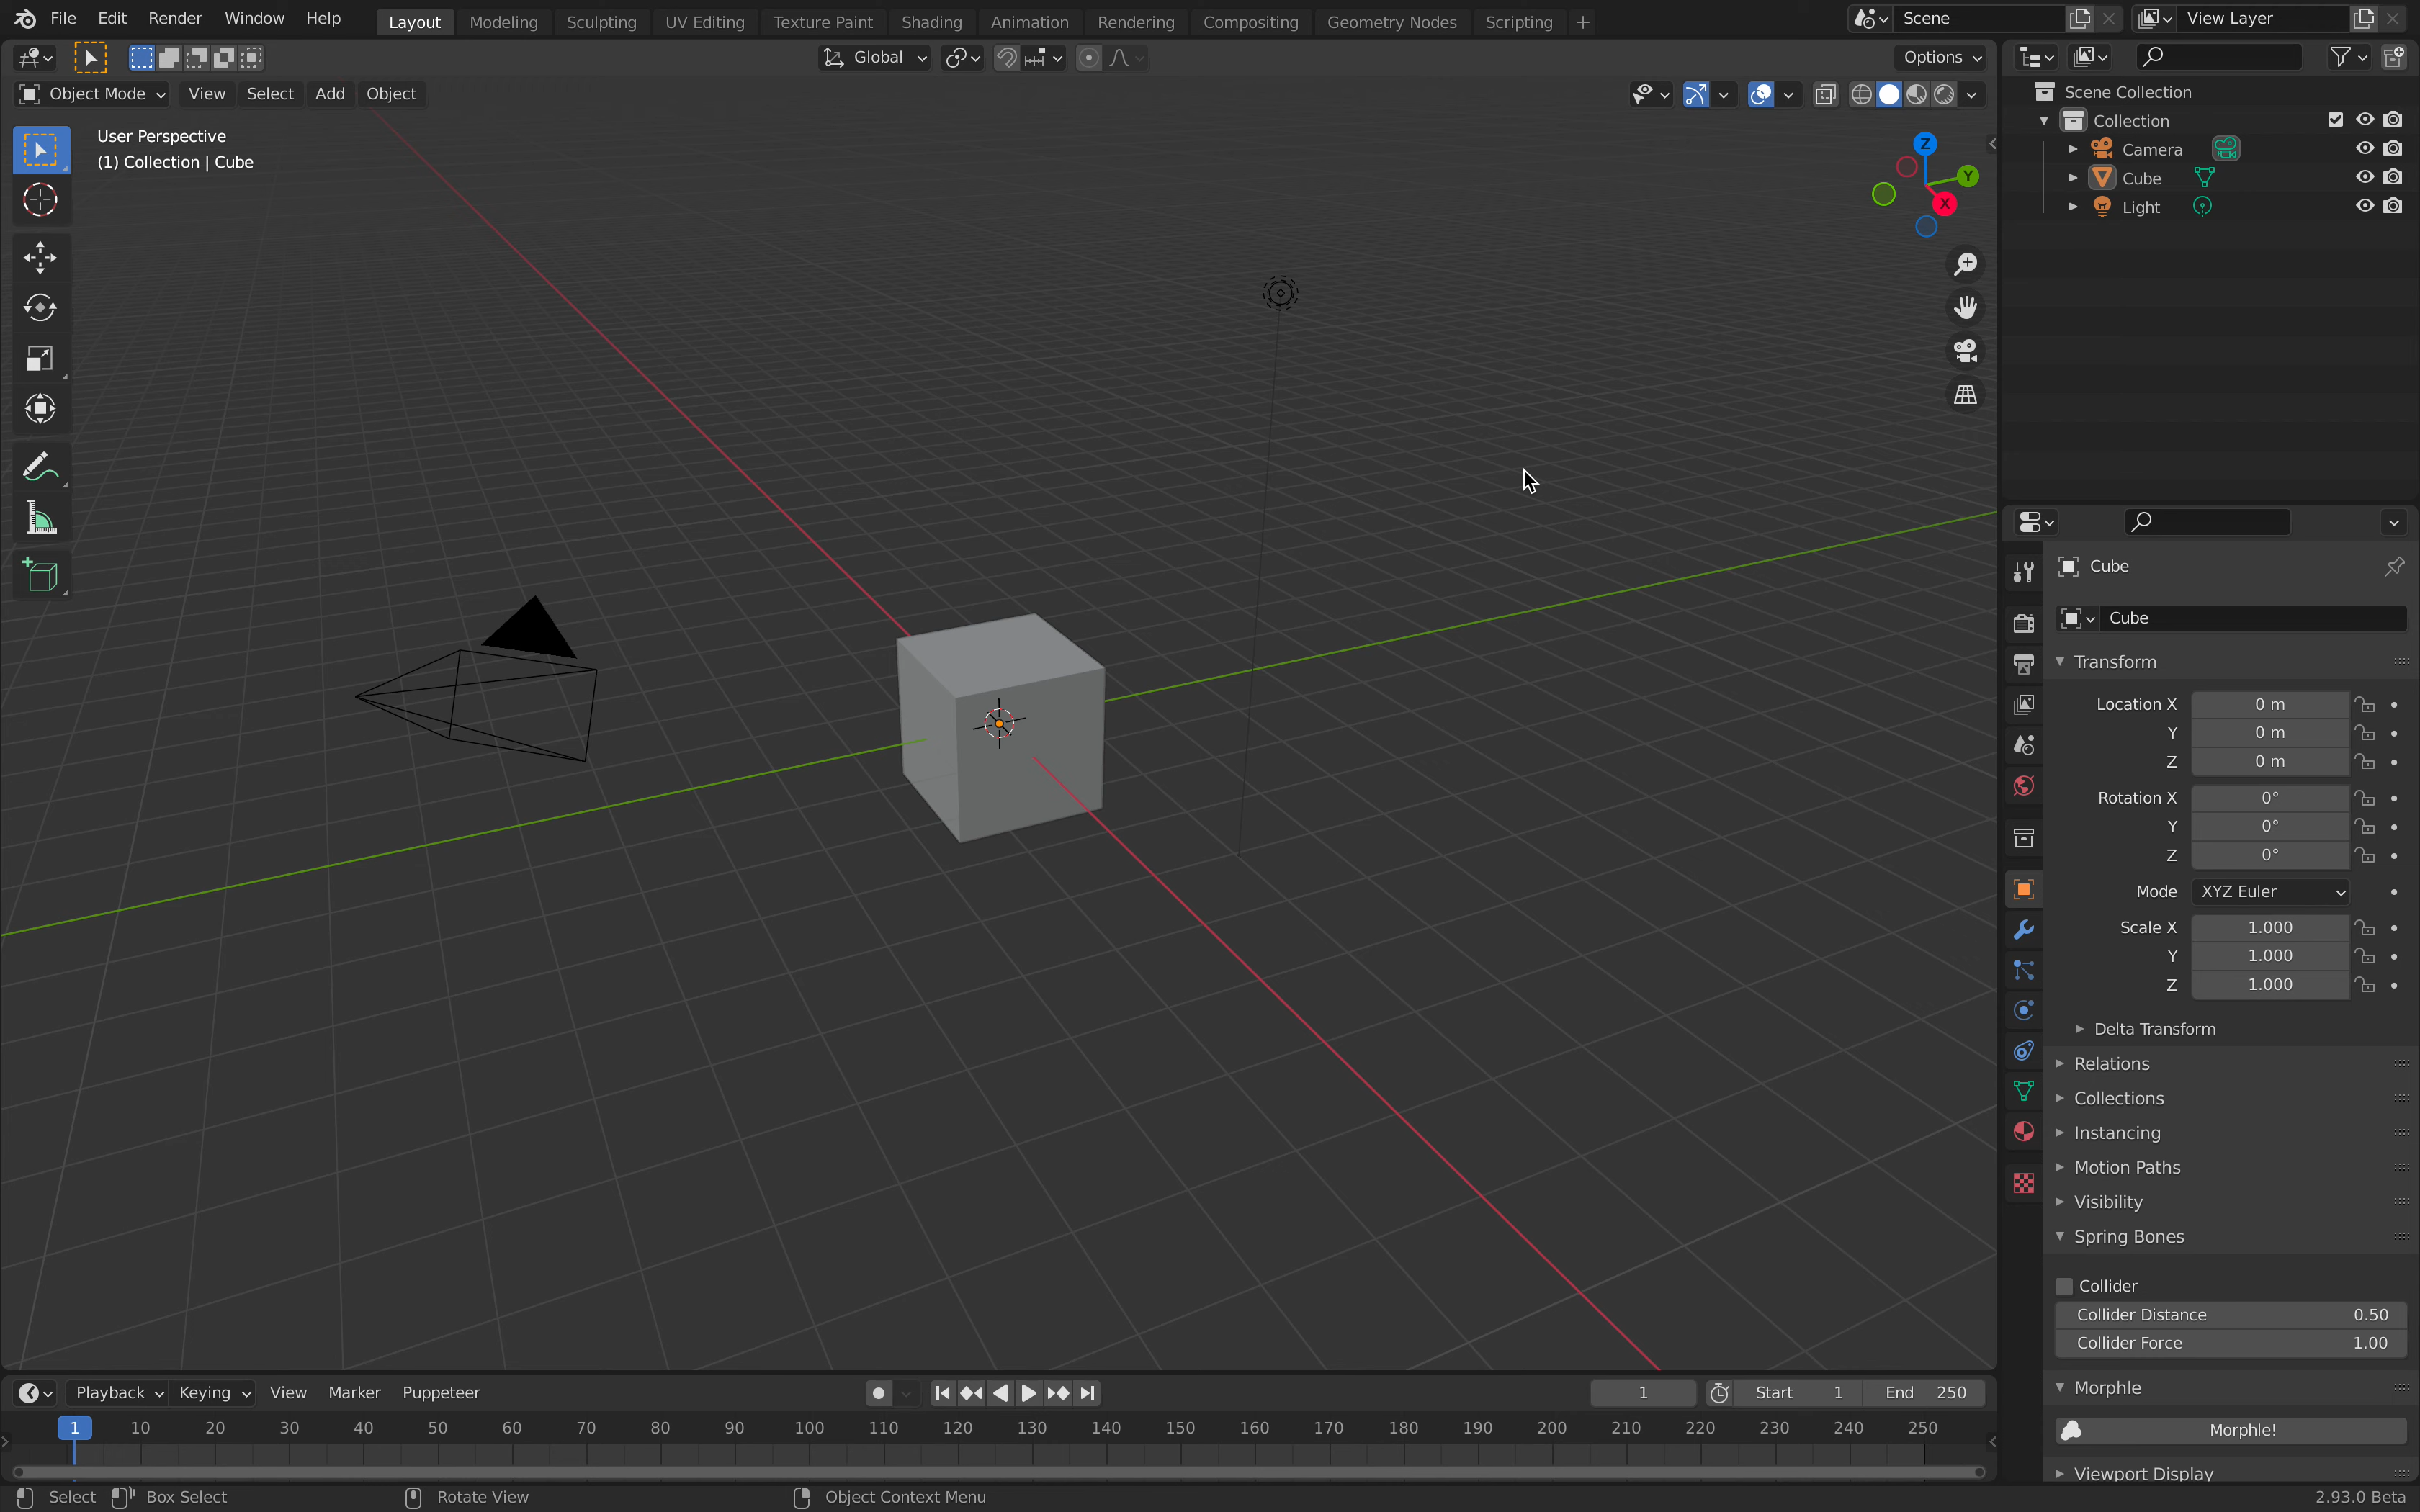 File Edit Render Window Help Layout Modeling Sculpting UV Editing Texture Paint Shading Animation Rendering Compositing Geometry Nodes Scripting + Scene View Layer
Global Options
Object Mode View Select Add Object
User Perspective
(1) Collection | Cube
Z
Y
X
Scene Collection
Collection
Camera
Cube
Light
Cube
Cube
Transform
Location X 0 m
Y 0 m
Z 0 m
Rotation X 0°
Y 0°
Z 0°
Mode XYZ Euler
Scale X 1.000
Y 1.000
Z 1.000
Delta Transform
Relations
Collections
Instancing
Motion Paths
Visibility
Spring Bones
Collider
Collider Distance 0.50
Collider Force 1.00
Morphle
Morphle!
Viewport Display
Playback Keying View Marker Puppeteer 1 Start 1 End 250
1 10 20 30 40 50 60 70 80 90 100 110 120 130 140 150 160 170 180 190 200 210 220 230 240 250
Select Box Select Rotate View Object Context Menu 2.93.0 Beta